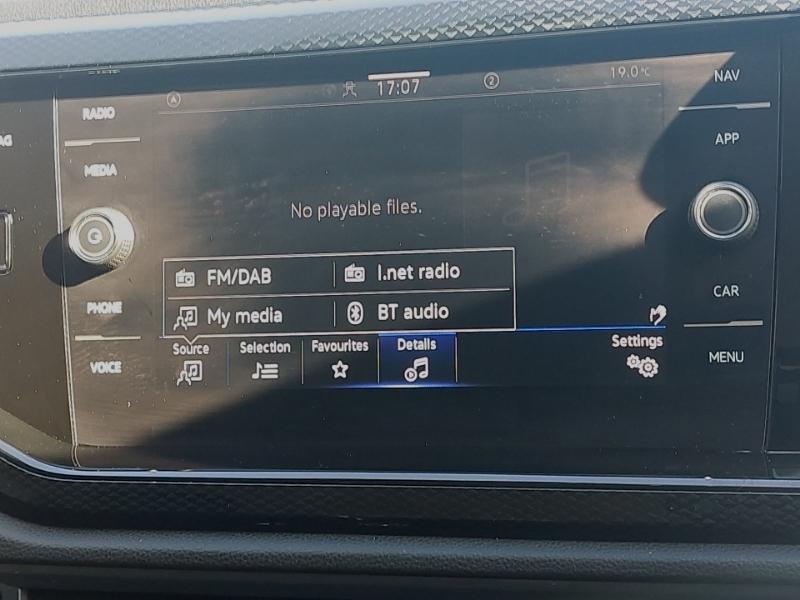 17:07
19.0°C
A
2
RADIO
MEDIA
PHONE
VOICE
No playable files.
FM/DAB
I.net radio
My media
BT audio
Source
Selection
Favourites
Details
Settings
NAV
APP
CAR
MENU